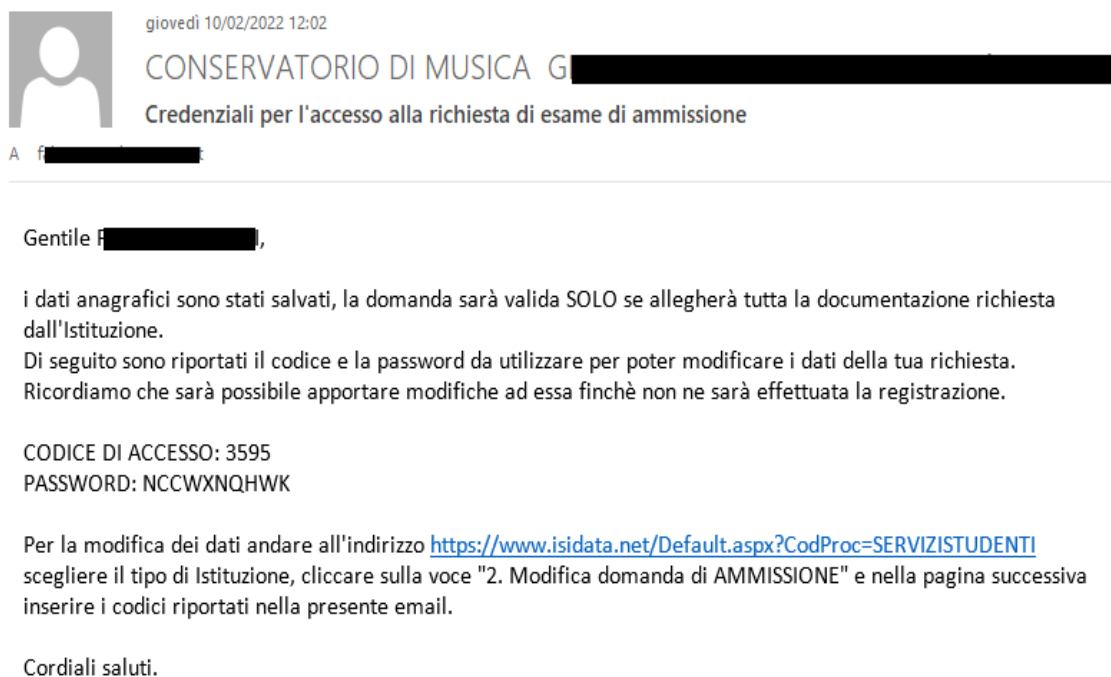 giovedì 10/02/2022 12:02
CONSERVATORIO DI MUSICA
Credenziali per l'accesso alla richiesta di esame di ammissione
A
Gentile
i dati anagrafici sono stati salvati, la domanda sarà valida SOLO se allegherà tutta la documentazione richiesta
dall'Istituzione.
Di seguito sono riportati il codice e la password da utilizzare per poter modificare i dati della tua richiesta.
Ricordiamo che sarà possibile apportare modifiche ad essa finchè non ne sarà effettuata la registrazione.
CODICE DI ACCESSO: 3595
PASSWORD: NCCWXNQHWK
Per la modifica dei dati andare all'indirizzo https://www.isidata.net/Default.aspx?CodProc=SERVIZISTUDENTI
scegliere il tipo di Istituzione, cliccare sulla voce "2. Modifica domanda di AMMISSIONE" e nella pagina successiva
inserire i codici riportati nella presente email.
Cordiali saluti.